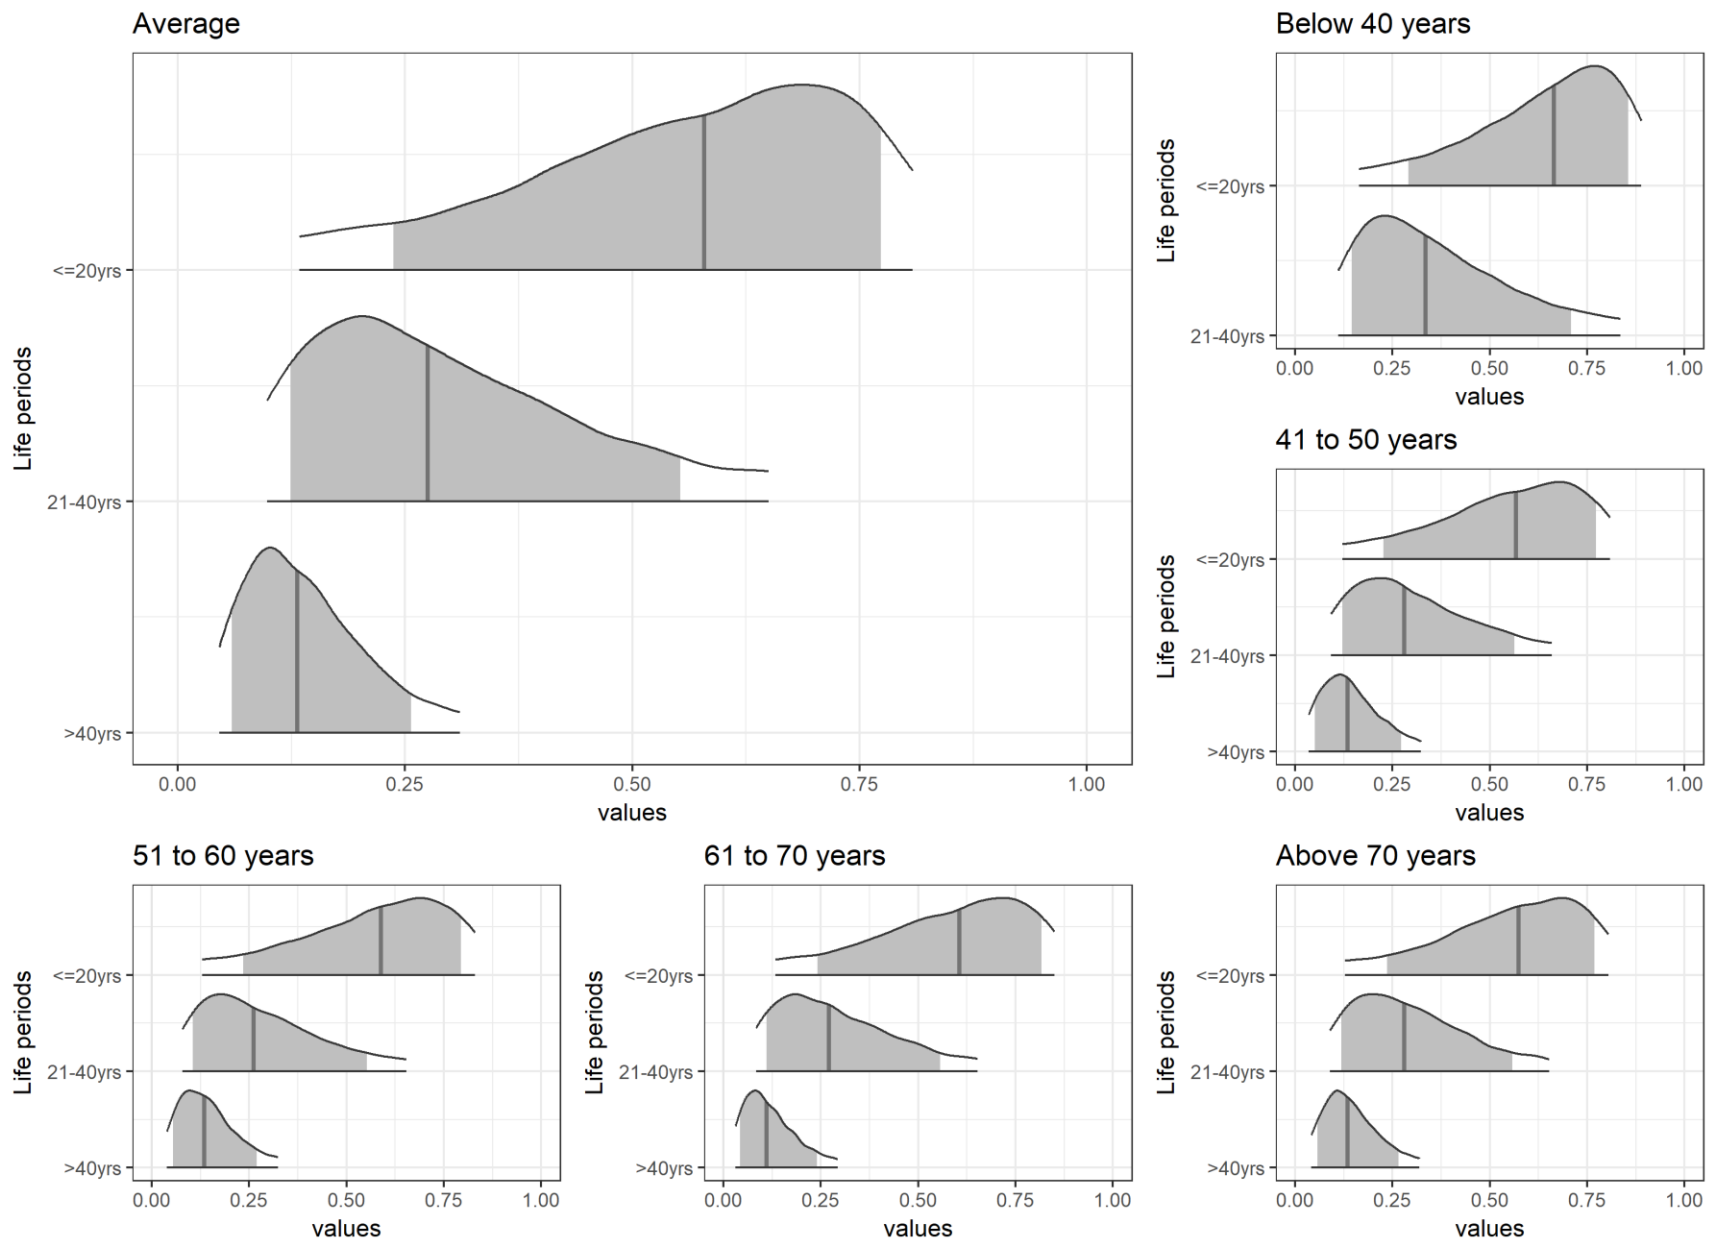 Average
Life periods
<=20yrs
21-40yrs
>40yrs
0.00 0.25 0.50 0.75 1.00
values
Below 40 years
Life periods
<=20yrs
21-40yrs
0.00 0.25 0.50 0.75 1.00
values
41 to 50 years
Life periods
<=20yrs
21-40yrs
>40yrs
0.00 0.25 0.50 0.75 1.00
values
51 to 60 years
Life periods
<=20yrs
21-40yrs
>40yrs
0.00 0.25 0.50 0.75 1.00
values
61 to 70 years
Life periods
<=20yrs
21-40yrs
>40yrs
0.00 0.25 0.50 0.75 1.00
values
Above 70 years
Life periods
<=20yrs
21-40yrs
>40yrs
0.00 0.25 0.50 0.75 1.00
values